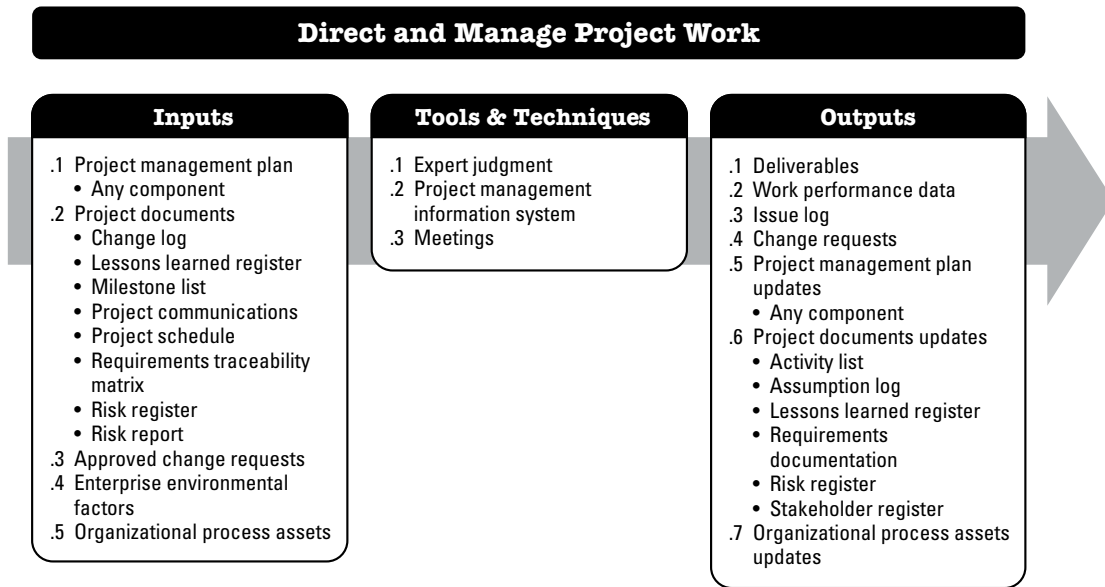 Direct and Manage Project Work
Inputs
.1 Project management plan
• Any component
.2 Project documents
• Change log
• Lessons learned register
• Milestone list
• Project communications
• Project schedule
• Requirements traceability
matrix
• Risk register
• Risk report
.3 Approved change requests
.4 Enterprise environmental
factors
.5 Organizational process assets
Tools & Techniques
.1 Expert judgment
.2 Project management
information system
.3 Meetings
Outputs
.1 Deliverables
.2 Work performance data
.3 Issue log
.4 Change requests
.5 Project management plan
updates
• Any component
.6 Project documents updates
• Activity list
• Assumption log
• Lessons learned register
• Requirements
documentation
• Risk register
• Stakeholder register
.7 Organizational process assets
updates